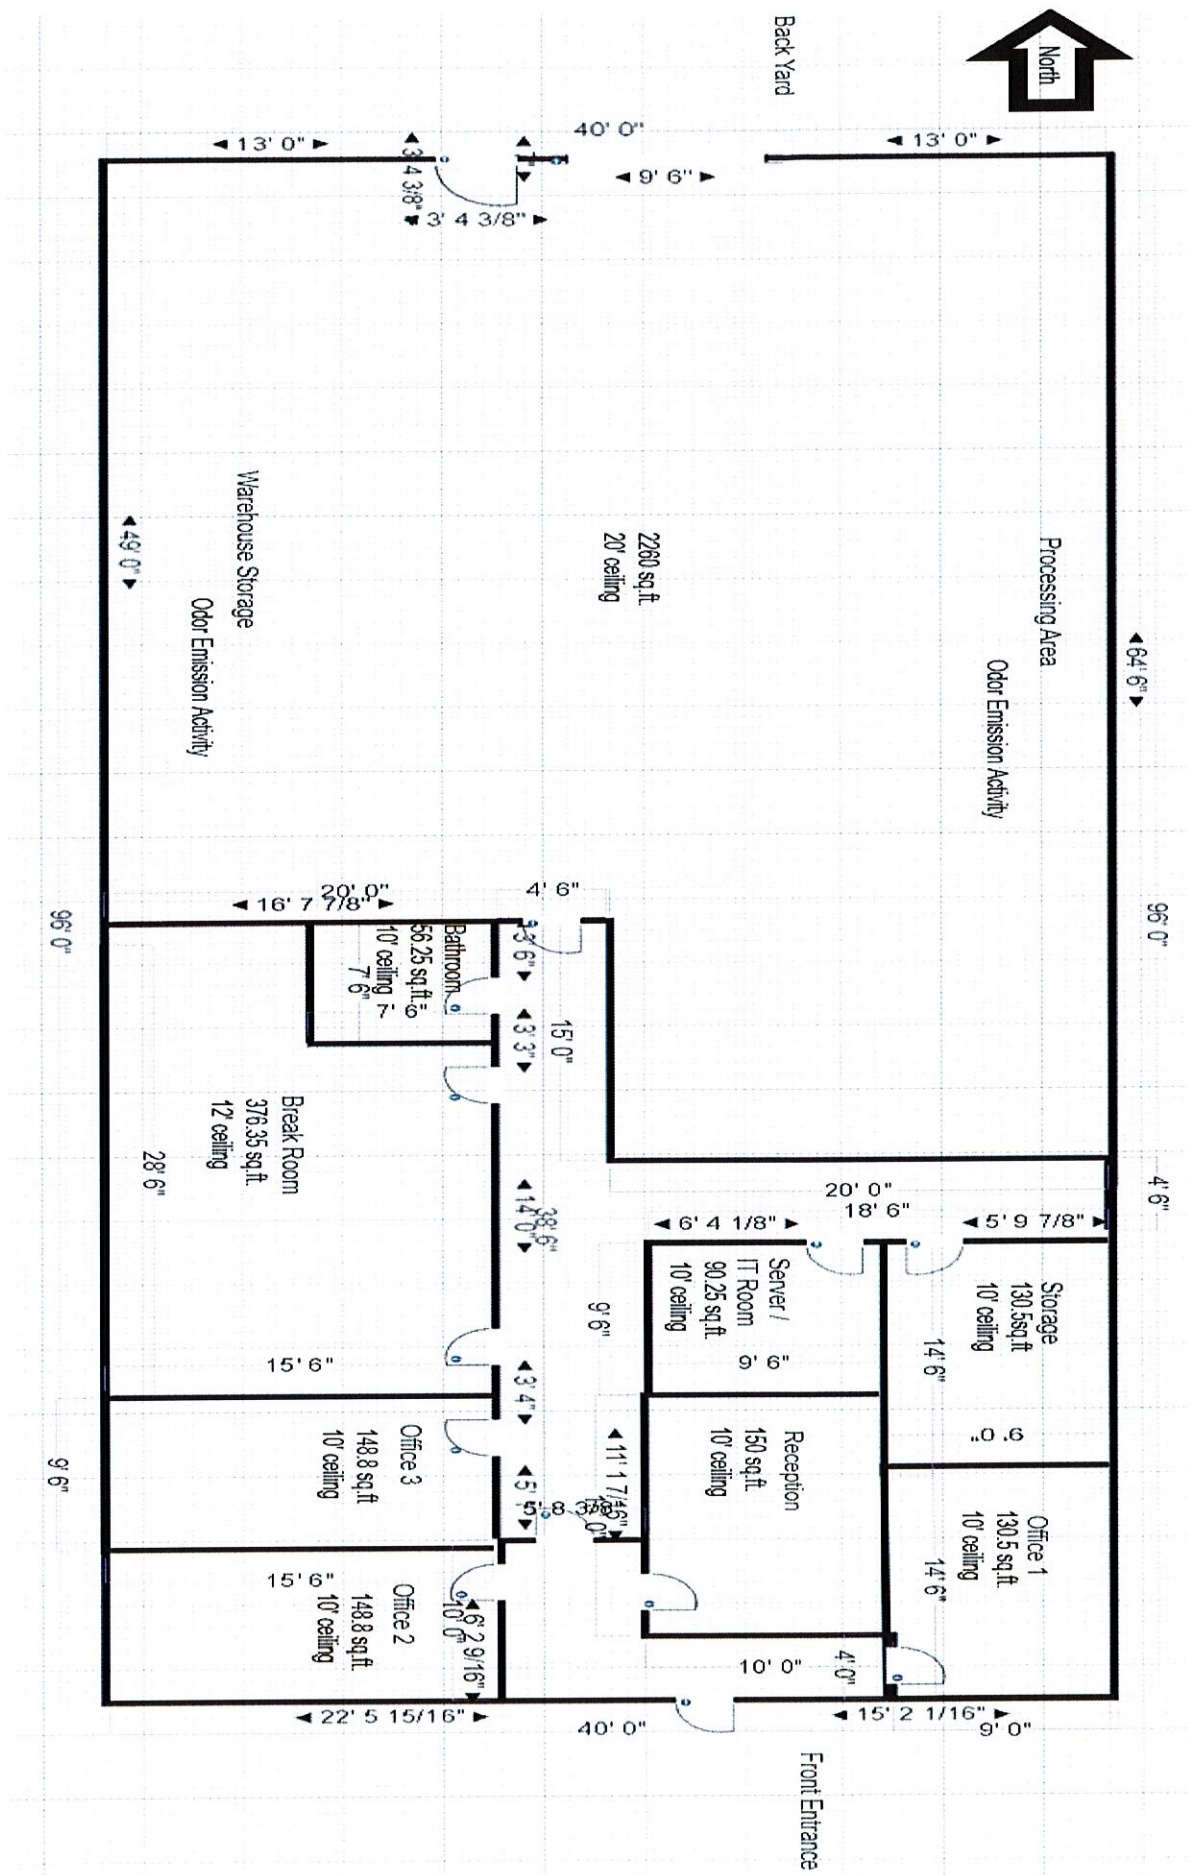 North
Back Yard
40' 0"
13' 0"
3' 4 3/8"
3' 4 3/8"
9' 6"
13' 0"
Processing Area
Odor Emission Activity
64' 6"
2260 sq.ft.
20' ceiling
Warehouse Storage
Odor Emission Activity
49' 0"
96' 0"
96' 0"
20' 0"
16' 7 7/8"
4' 6"
Bathroom
56.25 sq.ft.
10' ceiling
7' 6"
3' 6"
3' 3"
15' 0"
Break Room
376.35 sq.ft.
12' ceiling
28' 6"
14' 0"
38' 6"
4' 6"
20' 0"
18' 6"
6' 4 1/8"
5' 9 7/8"
Server /
IT Room
90.25 sq.ft.
10' ceiling
9' 6"
9' 6"
Storage
130.5sq.ft
10' ceiling
14' 6"
9' 0"
15' 6"
3' 4"
Office 3
148.8 sq.ft
10' ceiling
9' 6"
11' 1 7/16"
Reception
150 sq.ft
10' ceiling
Office 1
130.5 sq.ft
10' ceiling
14' 6"
15' 6"
Office 2
148.8 sq.ft.
10' ceiling
10' 0"
6' 2 9/16"
10' 0"
4' 0"
22' 5 15/16"
40' 0"
15' 2 1/16"
9' 0"
Front Entrance